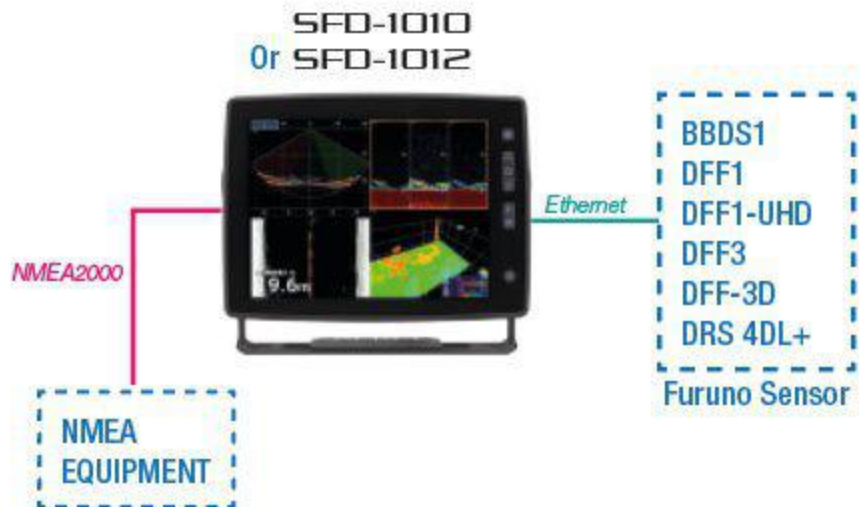 SFD-1010
Or SFD-1012
BBDS1
DFF1
Ethernet
DFF1-UHD
DFF3
NMEA2000
9.6m
DFF-3D
DRS 4DL+
Furuno Sensor
NMEA
EQUIPMENT